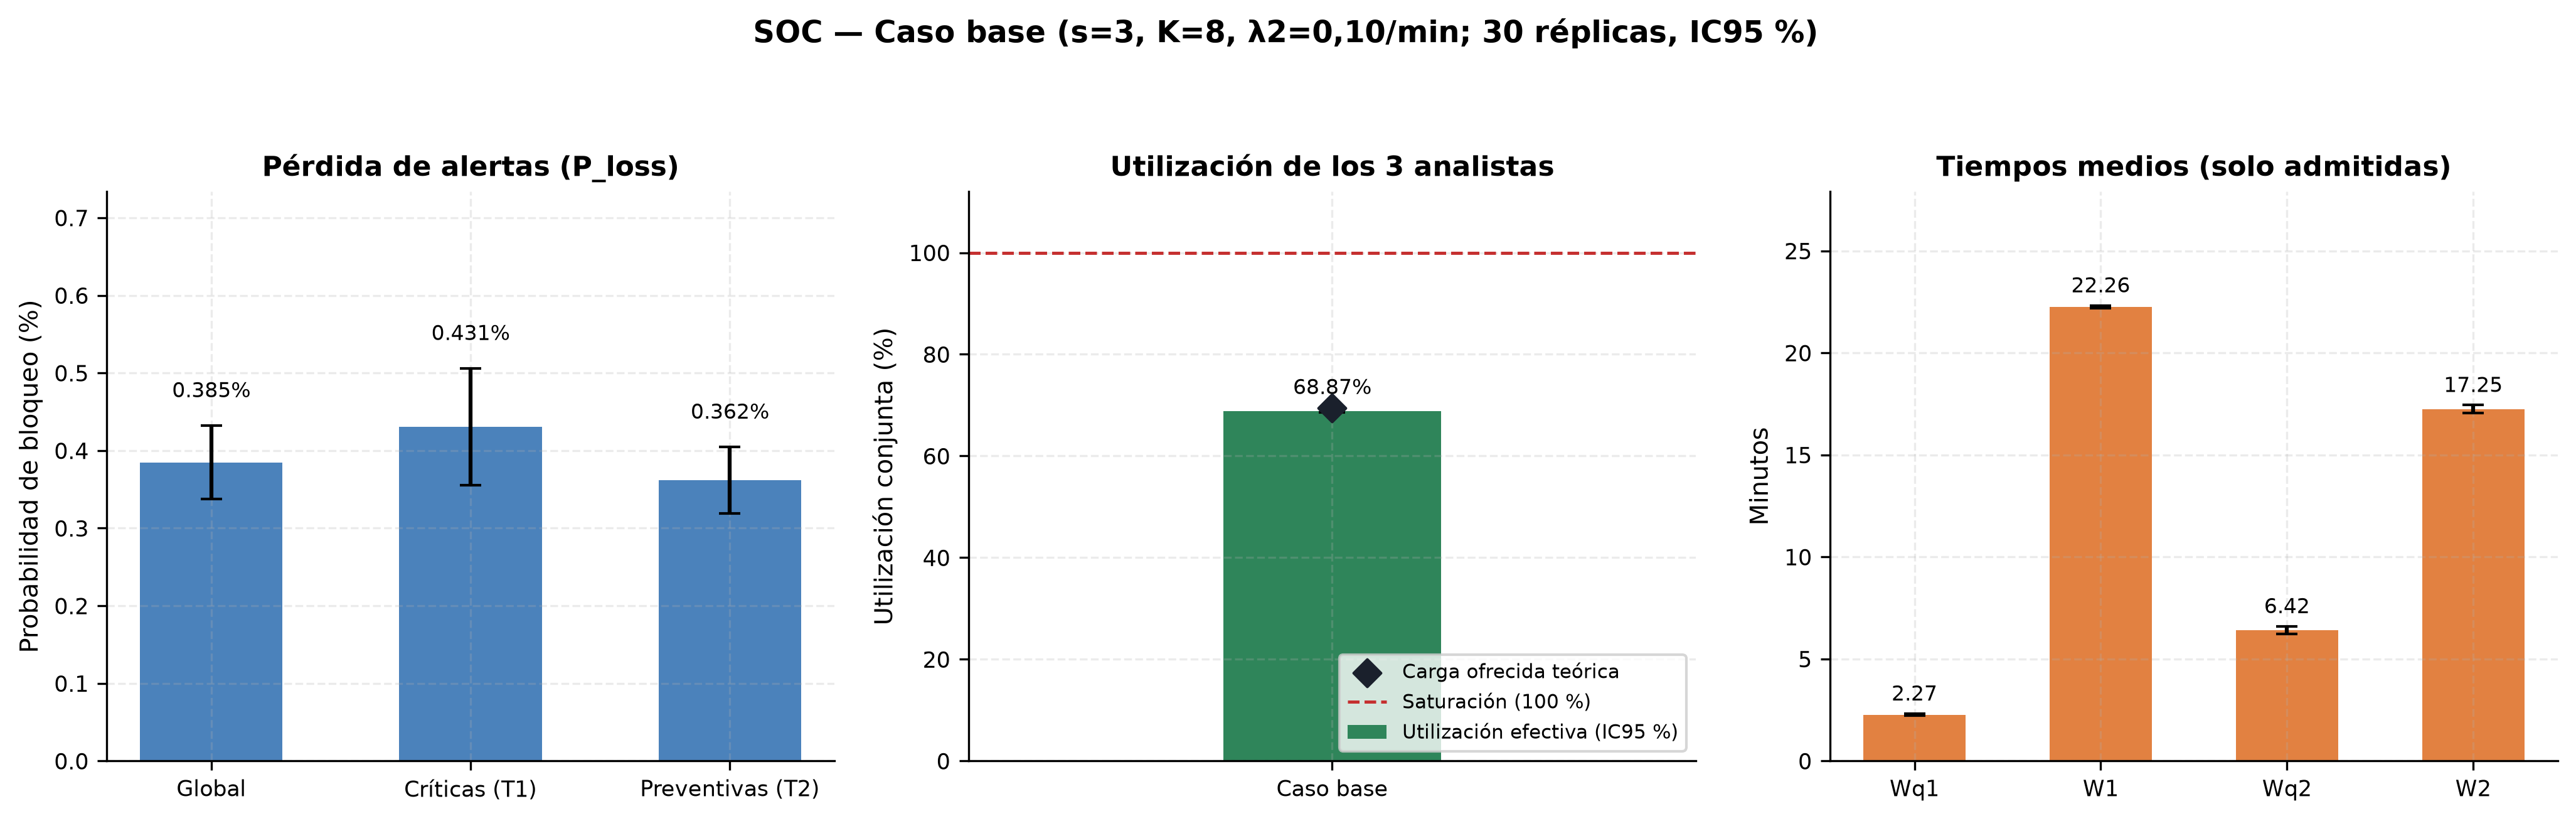 SOC — Caso base (s=3, K=8, λ2=0,10/min; 30 réplicas, IC95 %)
Pérdida de alertas (P_loss)
Probabilidad de bloqueo (%)
0.7
0.6
0.5
0.4
0.3
0.2
0.1
0.0
0.385%
0.431%
0.362%
Global
Críticas (T1)
Preventivas (T2)
Utilización de los 3 analistas
Utilización conjunta (%)
100
80
60
40
20
0
68.87%
Carga ofrecida teórica
Saturación (100 %)
Utilización efectiva (IC95 %)
Caso base
Tiempos medios (solo admitidas)
Minutos
25
20
15
10
5
0
2.27
22.26
6.42
17.25
Wq1
W1
Wq2
W2